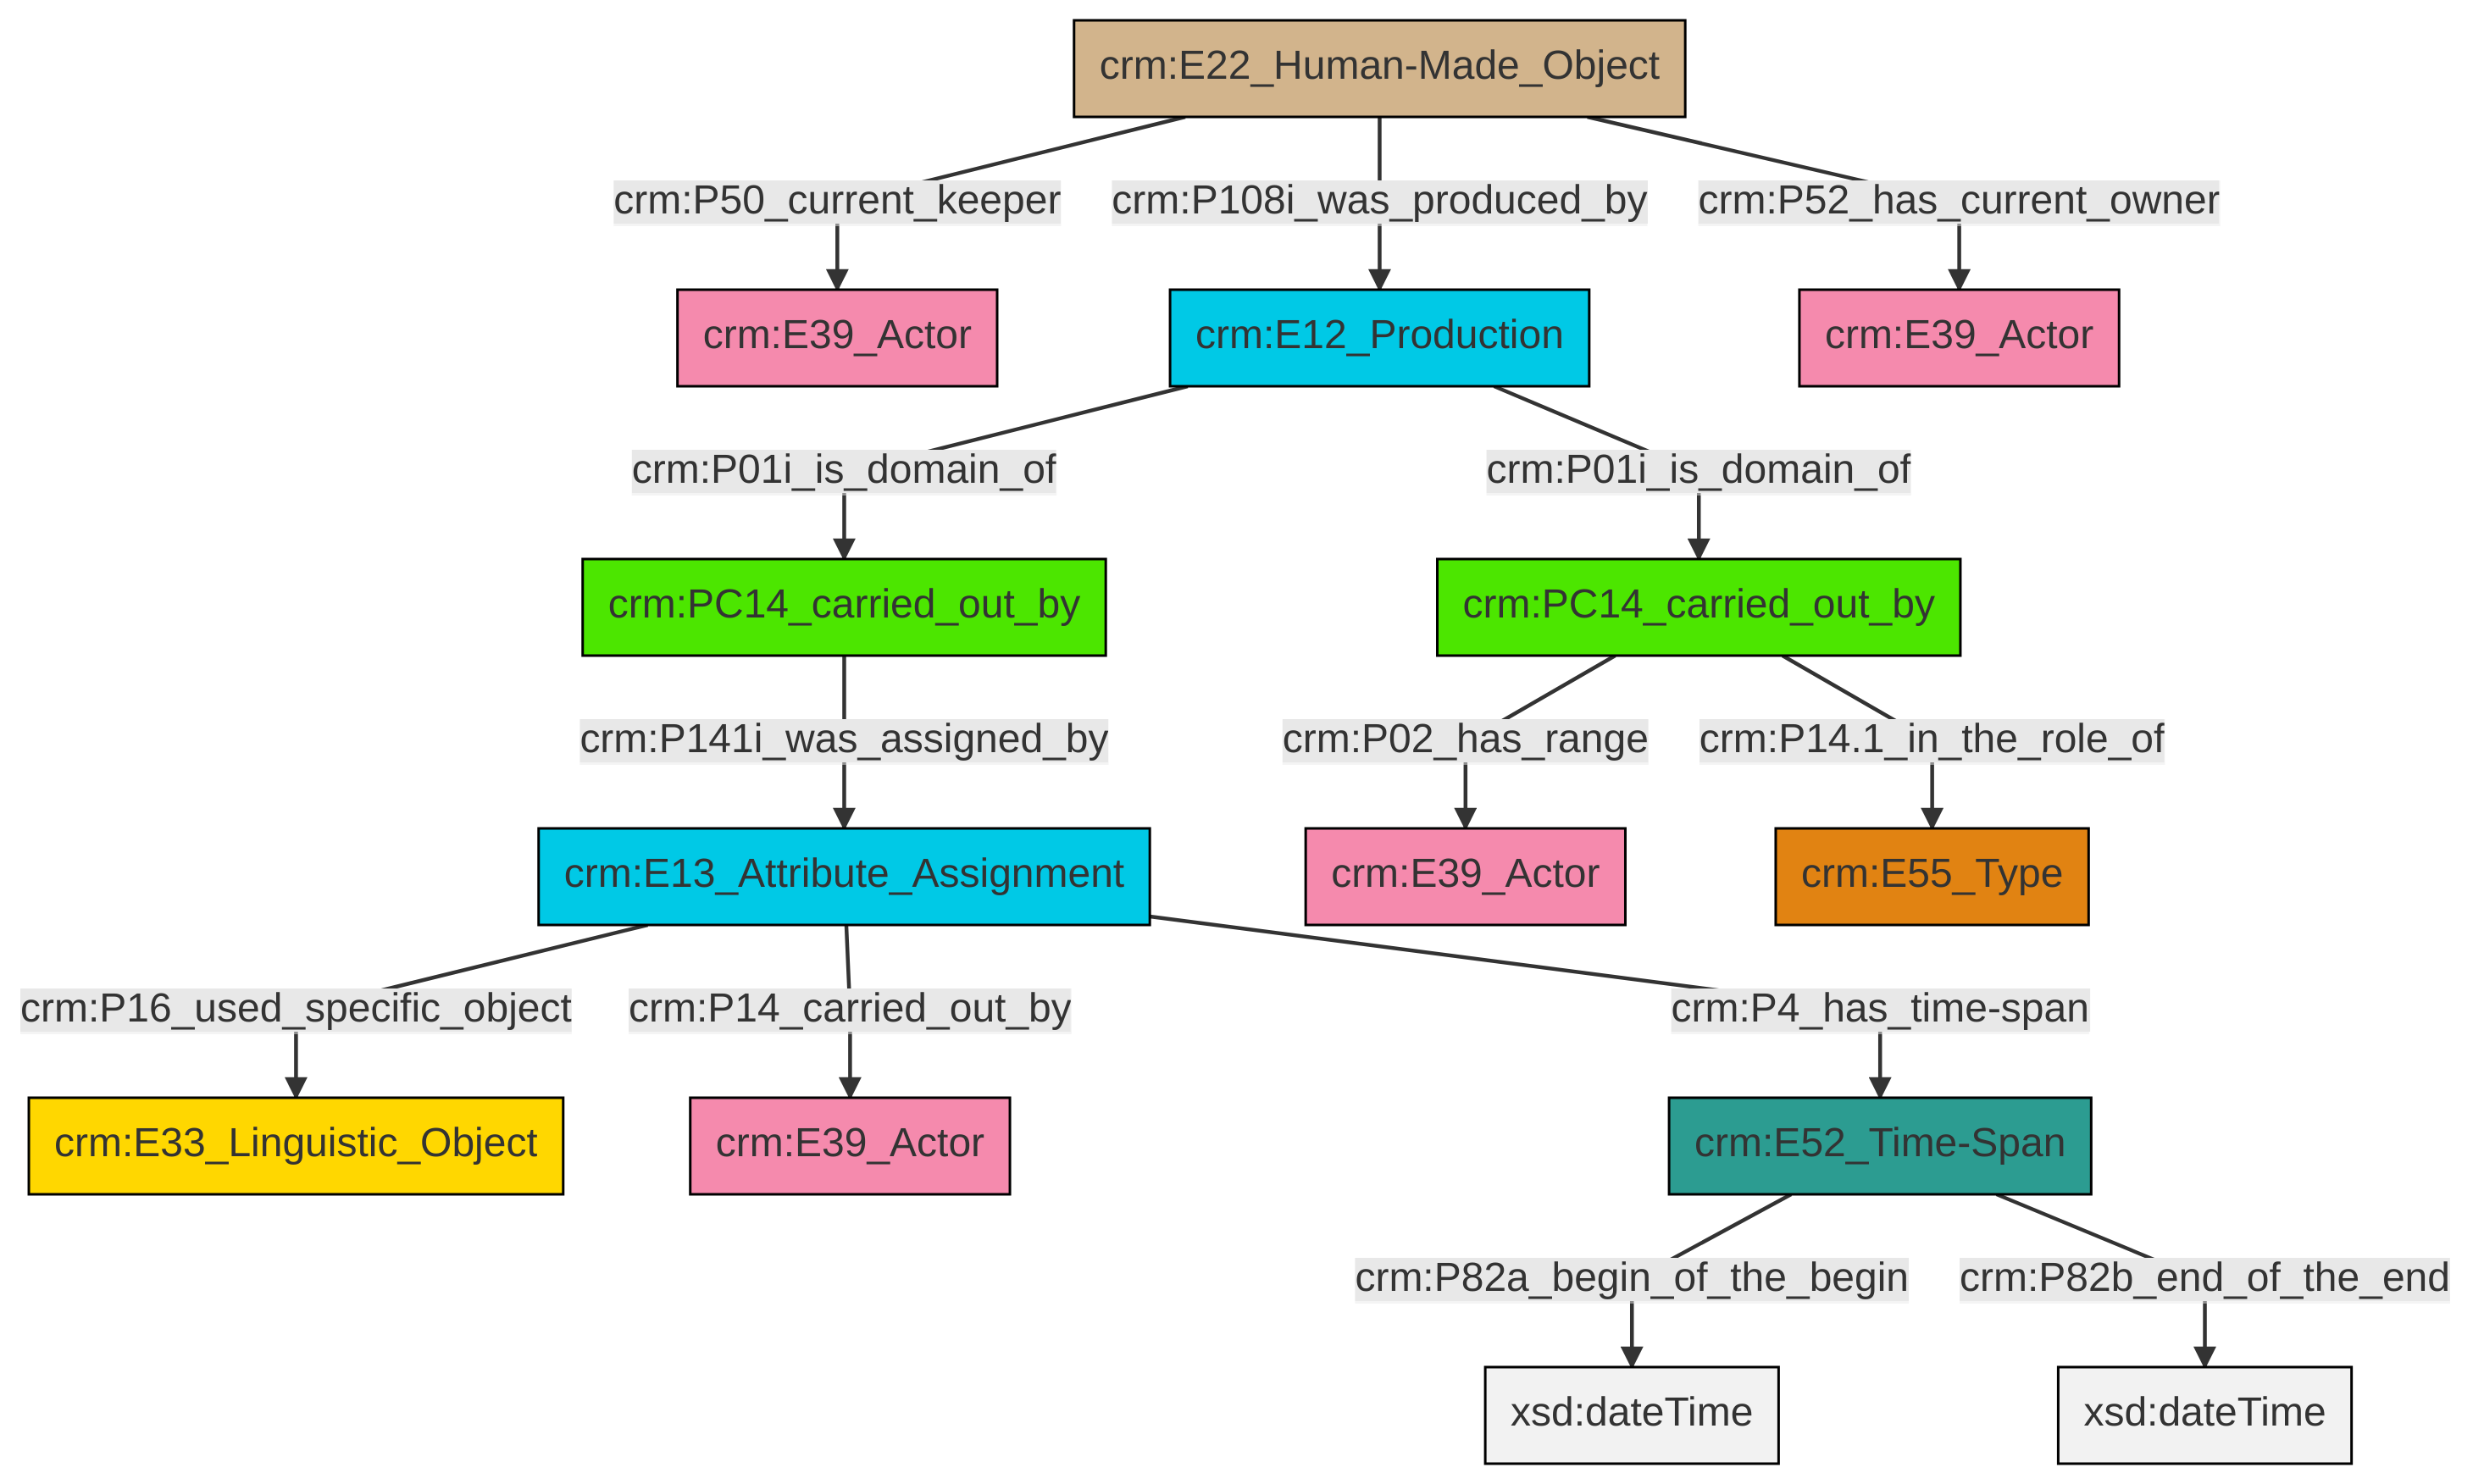 crm:E22_Human-Made_Object
crm:P50_current_keeper
crm:P108i_was_produced_by
crm:P52_has_current_owner
crm:E39_Actor
crm:E12_Production
crm:E39_Actor
crm:P01i_is_domain_of
crm:P01i_is_domain_of
crm:PC14_carried_out_by
crm:PC14_carried_out_by
crm:P141i_was_assigned_by
crm:P02_has_range
crm:P14.1_in_the_role_of
crm:E13_Attribute_Assignment
crm:E39_Actor
crm:E55_Type
crm:P16_used_specific_object
crm:P14_carried_out_by
crm:P4_has_time-span
crm:E33_Linguistic_Object
crm:E39_Actor
crm:E52_Time-Span
crm:P82a_begin_of_the_begin
crm:P82b_end_of_the_end
xsd:dateTime
xsd:dateTime